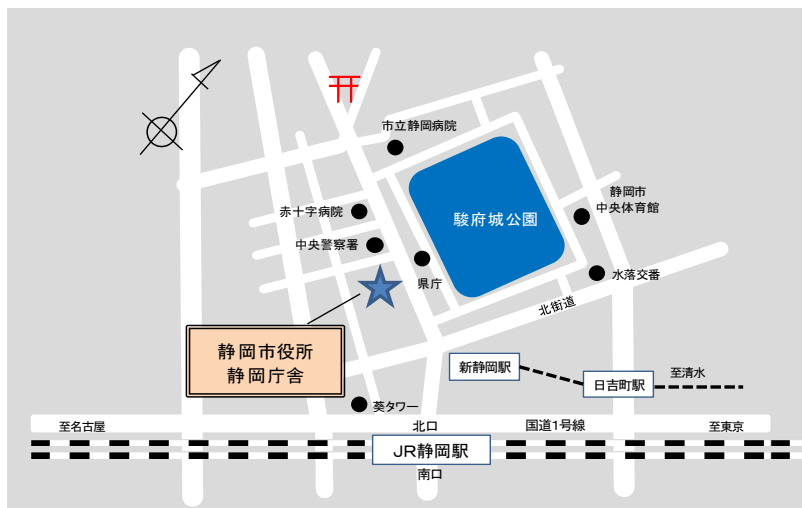 市立静岡病院
静岡市
中央体育館
赤十字病院
駿府城公園
中央警察署
県庁
水落交番
北街道
静岡市役所
静岡庁舎
新静岡駅
日吉町駅
至清水
葵タワー
至名古屋
北口
国道1号線
至東京
JR静岡駅
南口